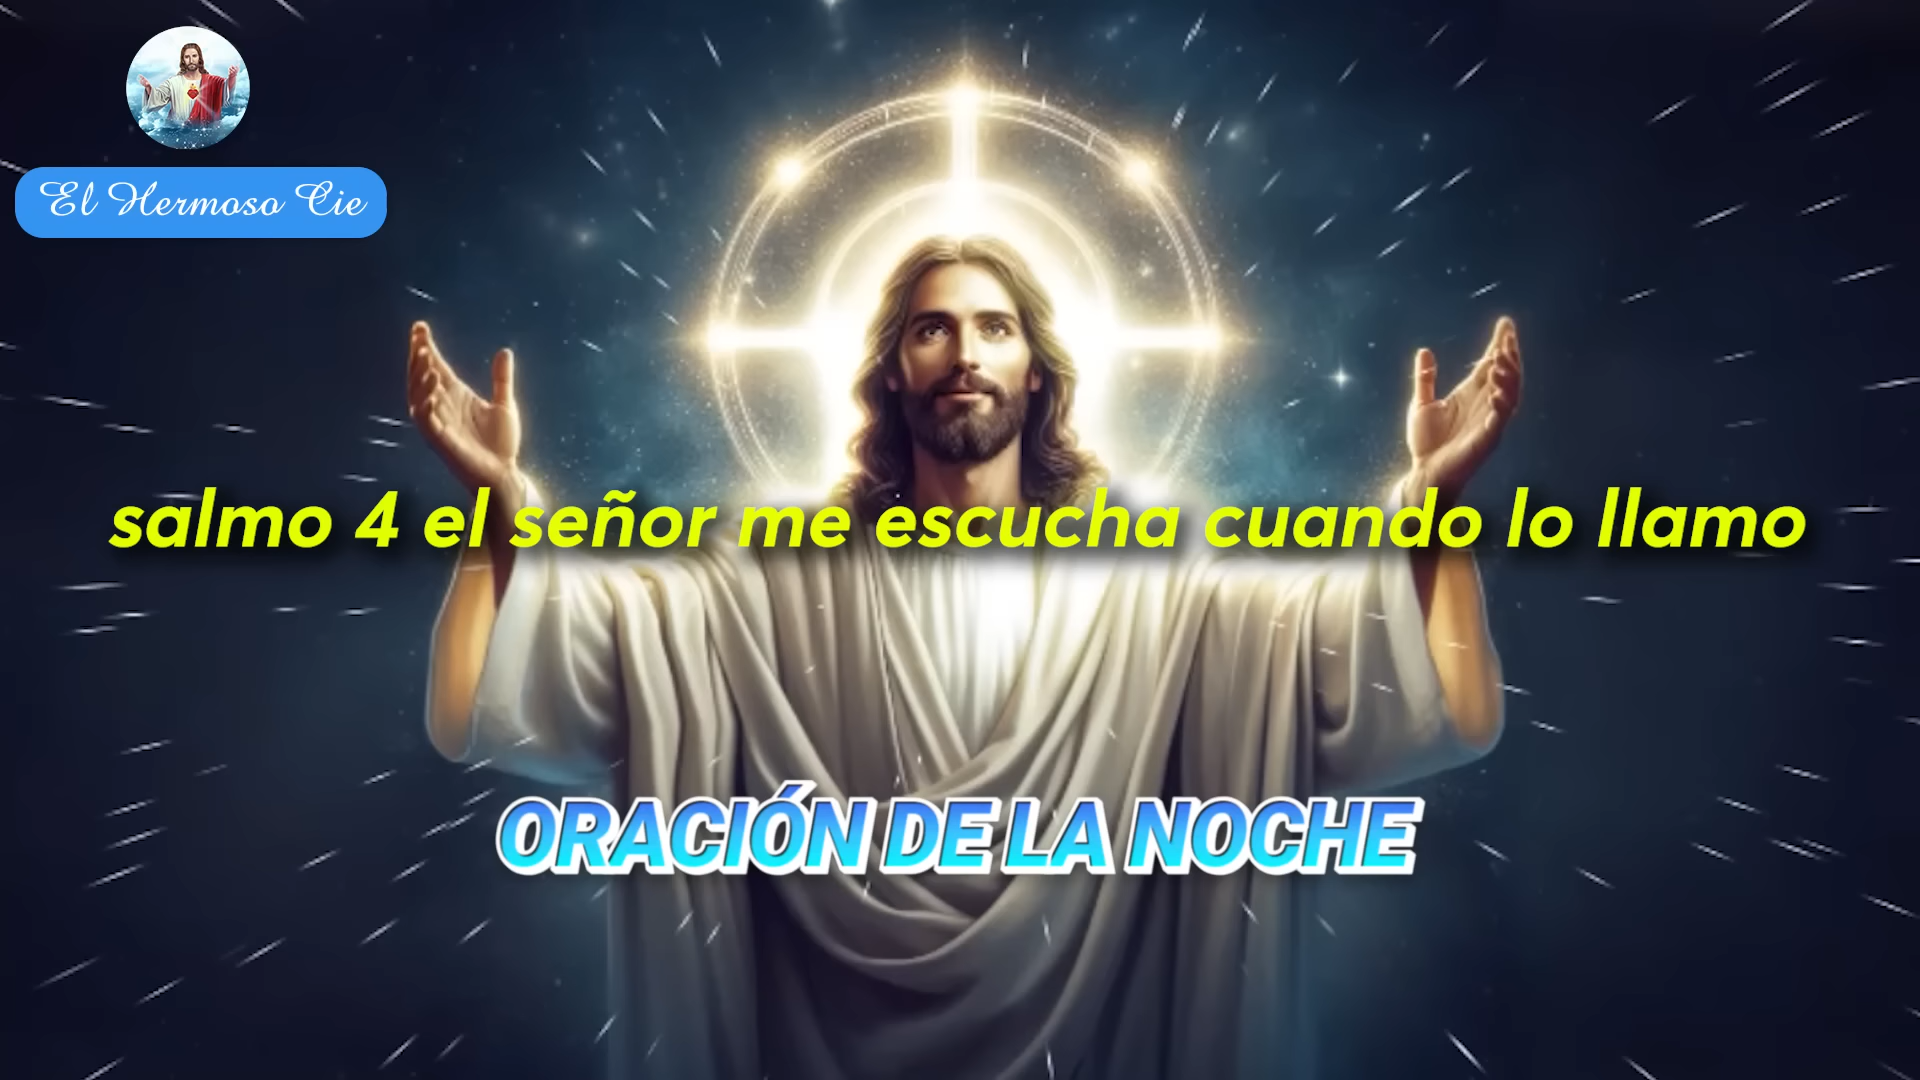 El Hermoso Cie
salmo 4 el señor me escucha cuando lo llamo
ORACIÓN DE LA NOCHE